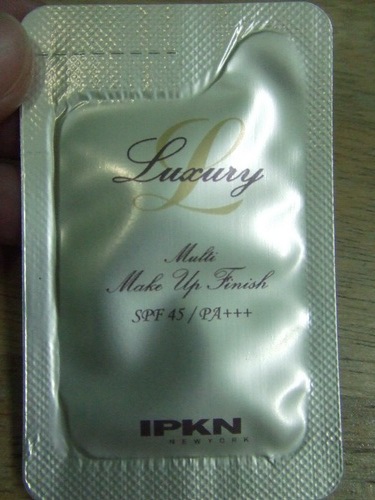 L
Luxury
Multi
Make Up Finish
SPF 45 / PA+++
IPKN
NEWYORK